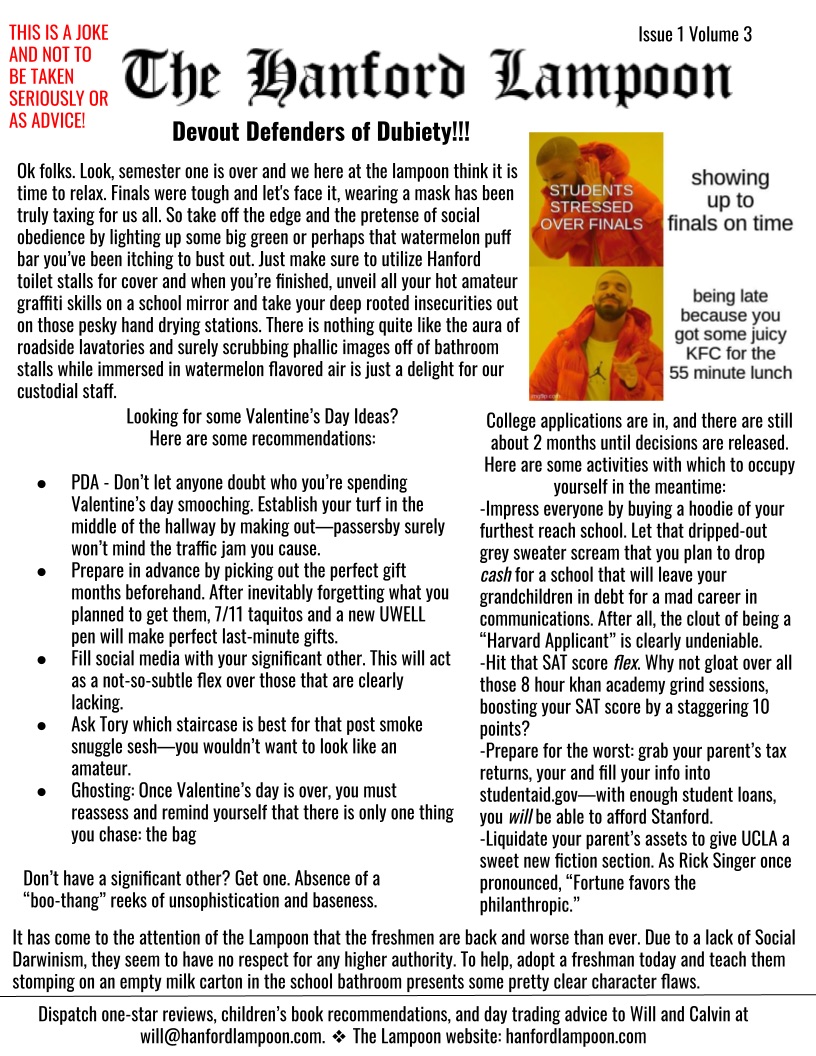 THIS IS A JOKE
AND NOT TO
BE TAKEN
SERIOUSLY OR
AS ADVICE!
Issue 1 Volume 3
The Hanford Lampoon
Devout Defenders of Dubiety!!!
Ok folks. Look, semester one is over and we here at the lampoon think it is
time to relax. Finals were tough and let's face it, wearing a mask has been
truly taxing for us all. So take off the edge and the pretense of social
obedience by lighting up some big green or perhaps that watermelon puff
bar you’ve been itching to bust out. Just make sure to utilize Hanford
toilet stalls for cover and when you’re finished, unveil all your hot amateur
graffiti skills on a school mirror and take your deep rooted insecurities out
on those pesky hand drying stations. There is nothing quite like the aura of
roadside lavatories and surely scrubbing phallic images off of bathroom
stalls while immersed in watermelon flavored air is just a delight for our
custodial staff.
STUDENTS
STRESSED
OVER FINALS
showing
up to
finals on time
being late
because you
got some juicy
KFC for the
55 minute lunch
imgflip.com
Looking for some Valentine’s Day Ideas?
Here are some recommendations:
● PDA - Don’t let anyone doubt who you’re spending
Valentine’s day smooching. Establish your turf in the
middle of the hallway by making out—passersby surely
won’t mind the traffic jam you cause.
● Prepare in advance by picking out the perfect gift
months beforehand. After inevitably forgetting what you
planned to get them, 7/11 taquitos and a new UWELL
pen will make perfect last-minute gifts.
● Fill social media with your significant other. This will act
as a not-so-subtle flex over those that are clearly
lacking.
● Ask Tory which staircase is best for that post smoke
snuggle sesh—you wouldn’t want to look like an
amateur.
● Ghosting: Once Valentine’s day is over, you must
reassess and remind yourself that there is only one thing
you chase: the bag
Don’t have a significant other? Get one. Absence of a
“boo-thang” reeks of unsophistication and baseness.
College applications are in, and there are still
about 2 months until decisions are released.
Here are some activities with which to occupy
yourself in the meantime:
-Impress everyone by buying a hoodie of your
furthest reach school. Let that dripped-out
grey sweater scream that you plan to drop
cash for a school that will leave your
grandchildren in debt for a mad career in
communications. After all, the clout of being a
“Harvard Applicant” is clearly undeniable.
-Hit that SAT score flex. Why not gloat over all
those 8 hour khan academy grind sessions,
boosting your SAT score by a staggering 10
points?
-Prepare for the worst: grab your parent’s tax
returns, your and fill your info into
studentaid.gov—with enough student loans,
you will be able to afford Stanford.
-Liquidate your parent’s assets to give UCLA a
sweet new fiction section. As Rick Singer once
pronounced, “Fortune favors the
philanthropic.”
It has come to the attention of the Lampoon that the freshmen are back and worse than ever. Due to a lack of Social
Darwinism, they seem to have no respect for any higher authority. To help, adopt a freshman today and teach them
stomping on an empty milk carton in the school bathroom presents some pretty clear character flaws.
Dispatch one-star reviews, children’s book recommendations, and day trading advice to Will and Calvin at
will@hanfordlampoon.com. ❖ The Lampoon website: hanfordlampoon.com